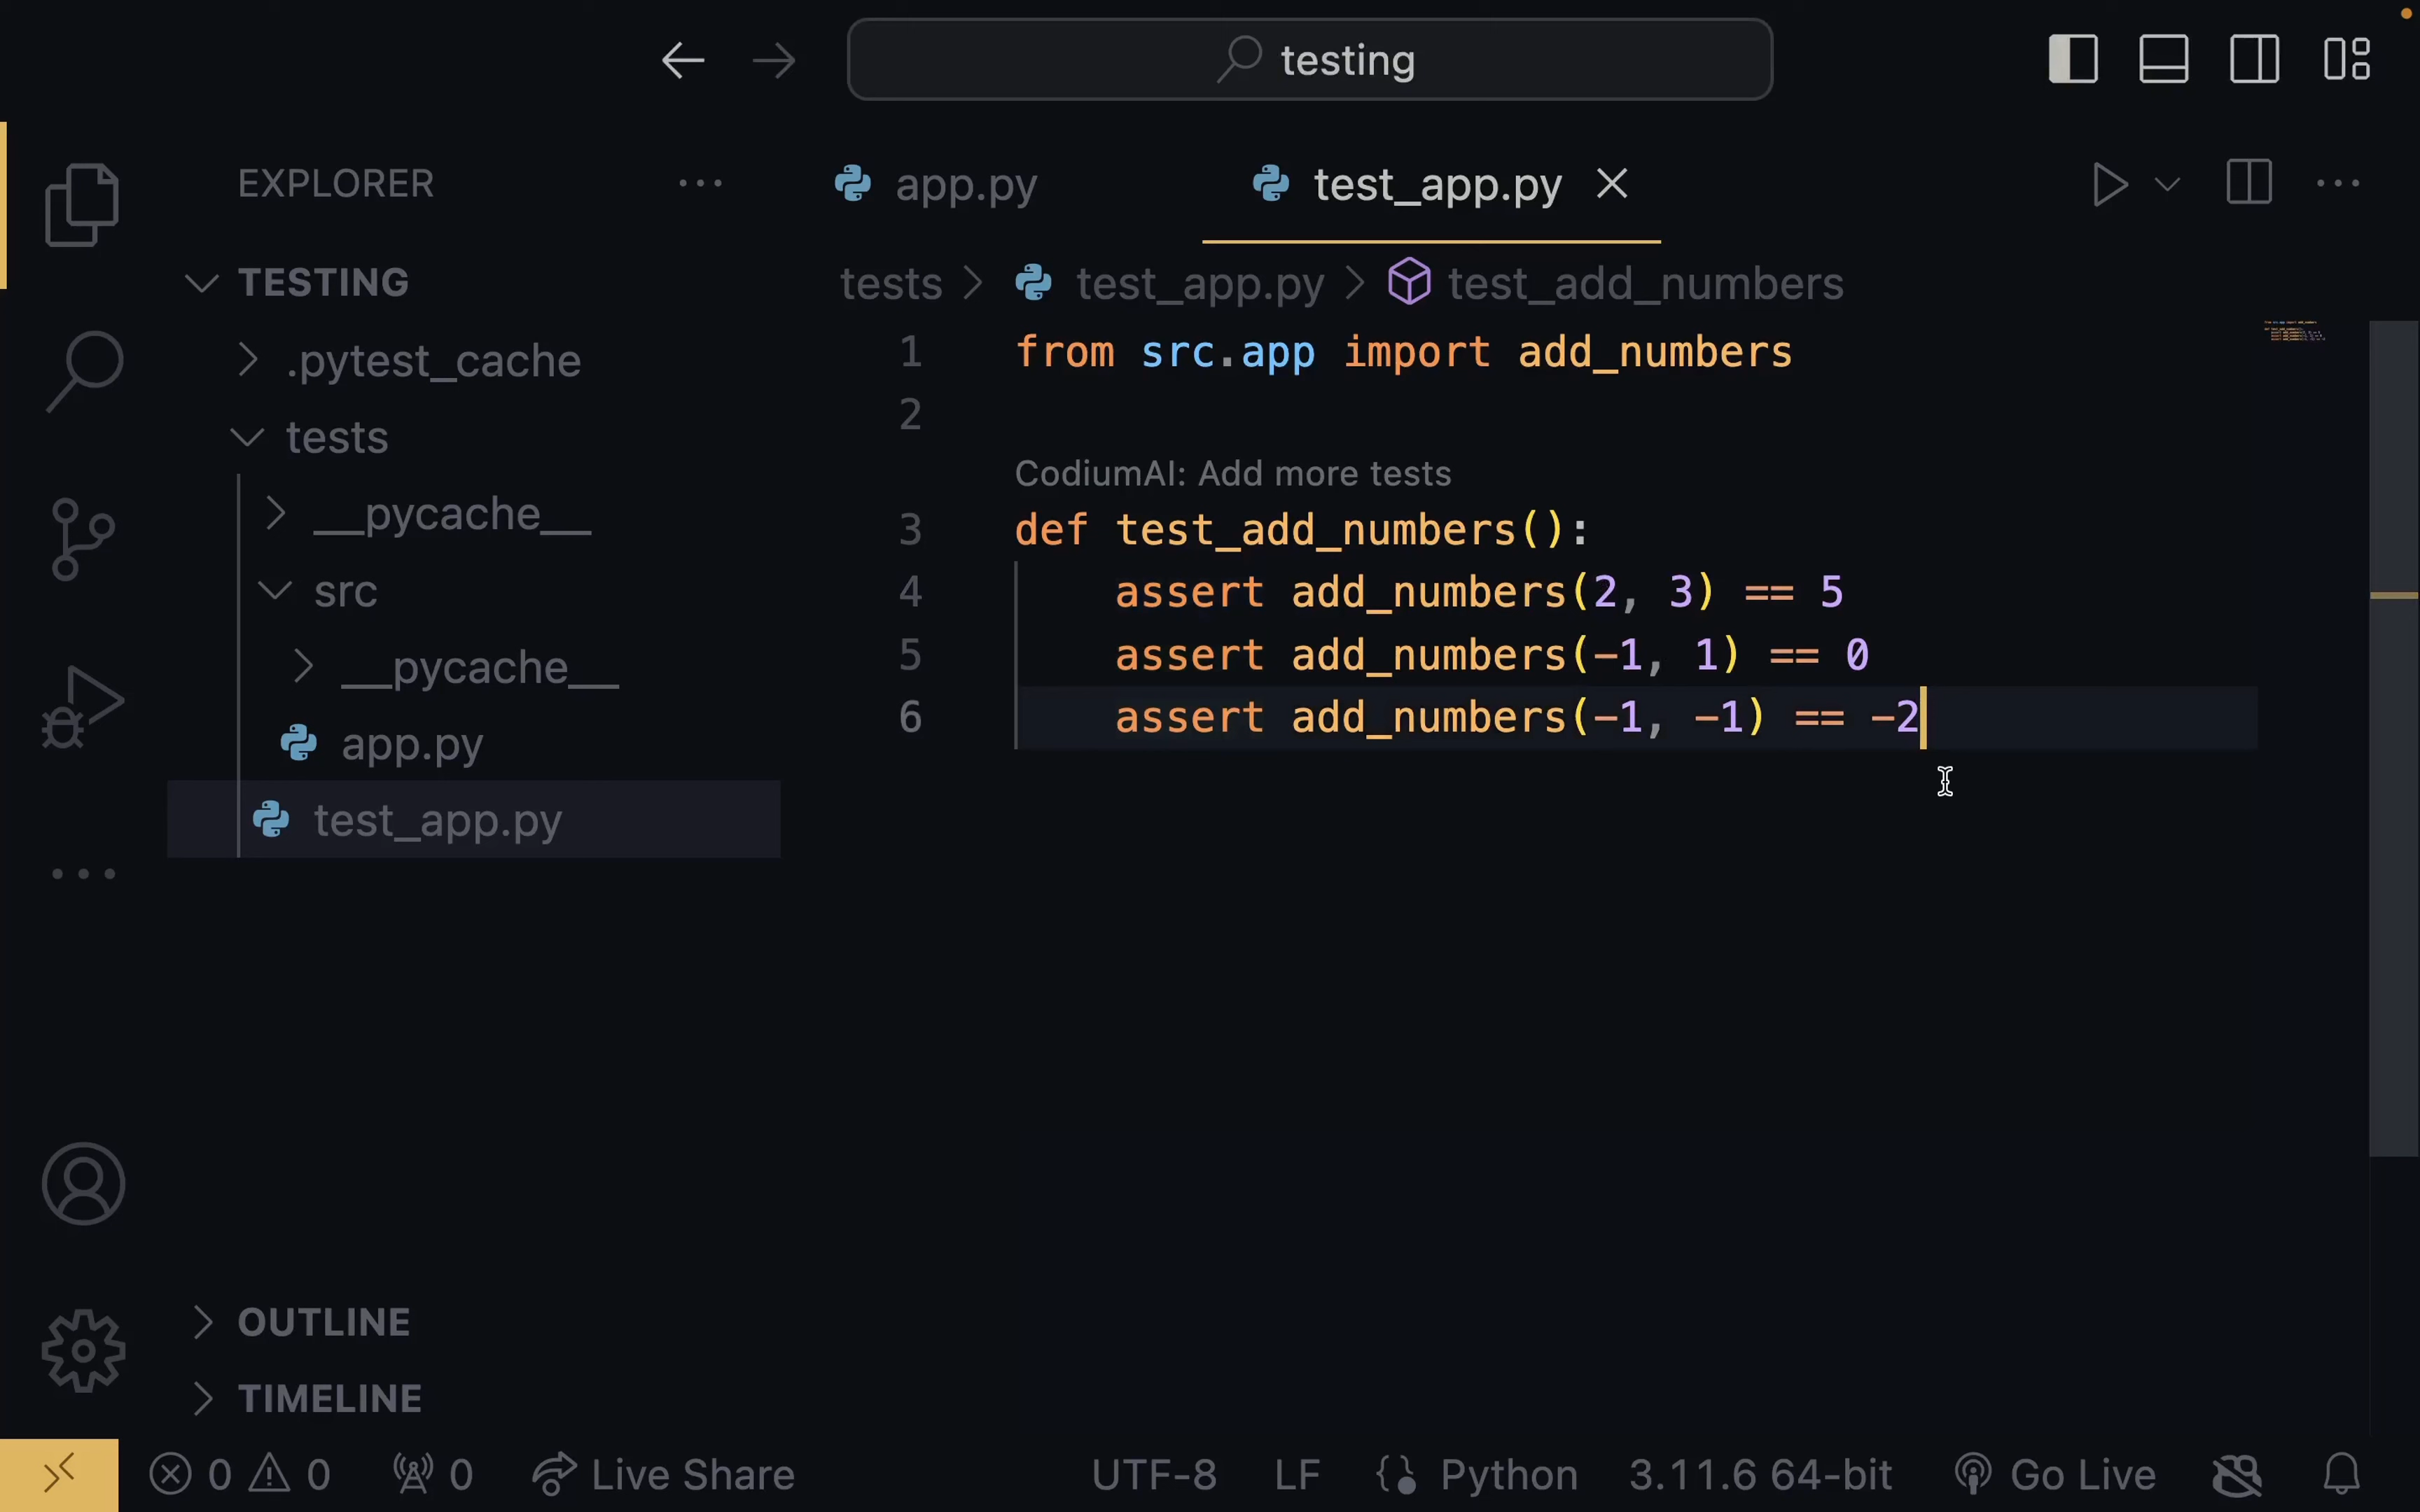 testing
EXPLORER
TESTING
.pytest_cache
tests
__pycache__
src
__pycache__
app.py
test_app.py
OUTLINE
TIMELINE
app.py
test_app.py
tests > test_app.py > test_add_numbers
1 from src.app import add_numbers
2
CodiumAI: Add more tests
3 def test_add_numbers():
4 assert add_numbers(2, 3) == 5
5 assert add_numbers(-1, 1) == 0
6 assert add_numbers(-1, -1) == -2
0 0 0 Live Share UTF-8 LF Python 3.11.6 64-bit Go Live